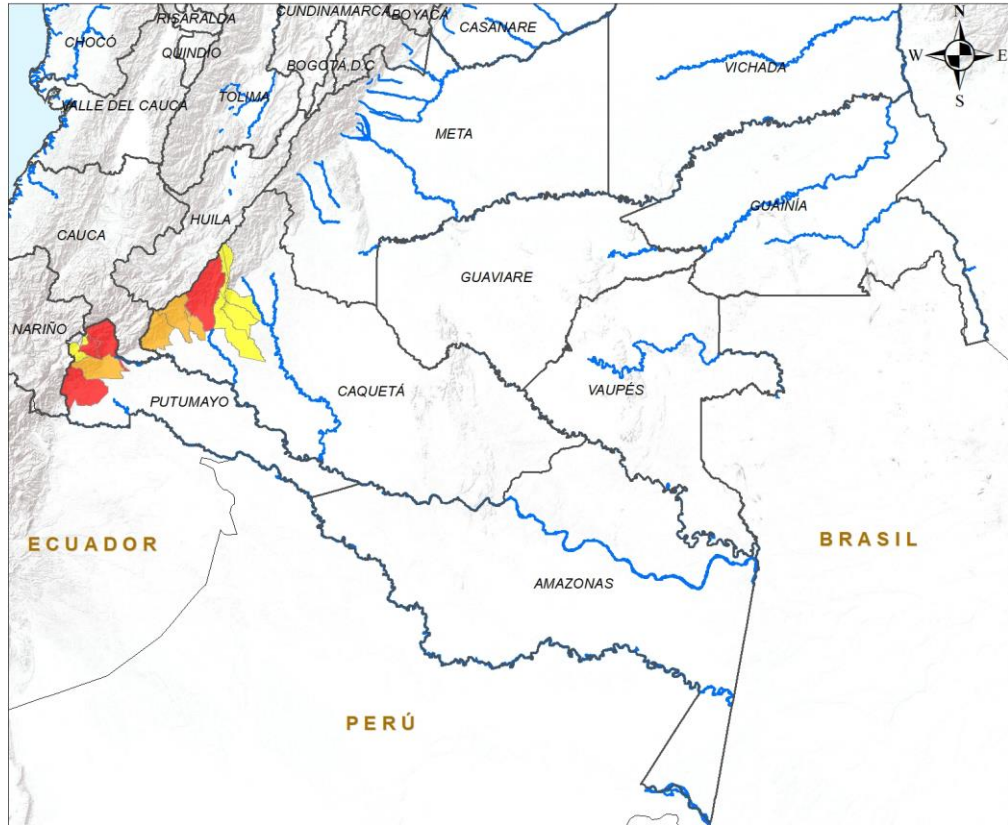 CUNDINAMARCA
BOYACÁ
RISARALDA
CASANARE
N
CHOCÓ
QUINDÍO
BOGOTÁ D.C
W
E
VICHADA
TOLIMA
S
VALLE DEL CAUCA
META
GUAINÍA
HUILA
CAUCA
GUAVIARE
NARIÑO
CAQUETÁ
VAUPÉS
PUTUMAYO
ECUADOR
BRASIL
AMAZONAS
PERÚ